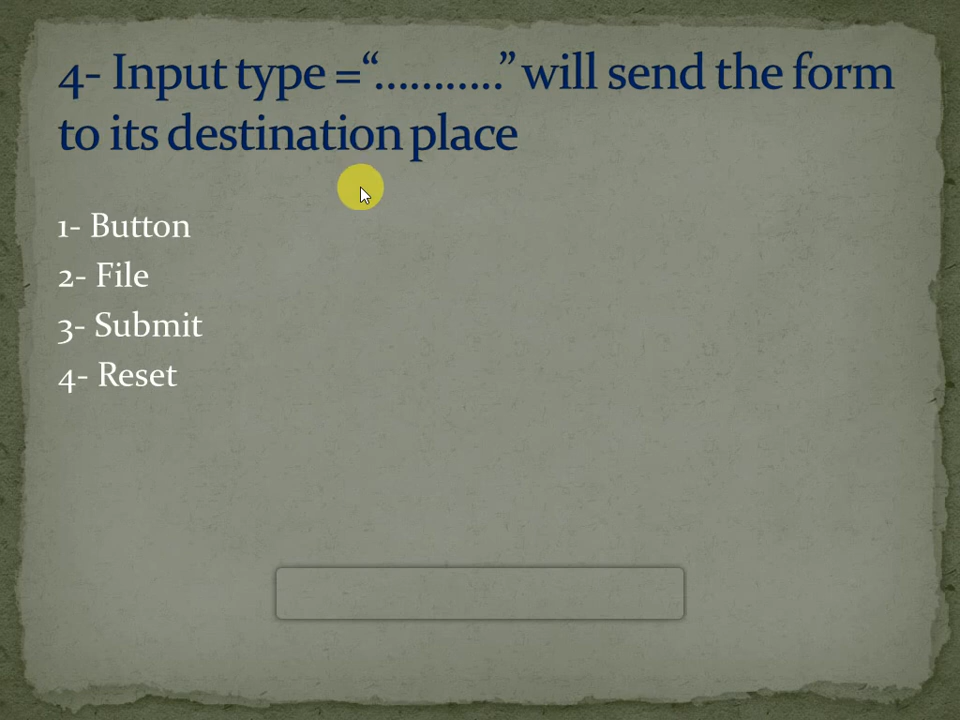 4- Input type =“...........” will send the form
to its destination place
1- Button
2- File
3- Submit
4- Reset